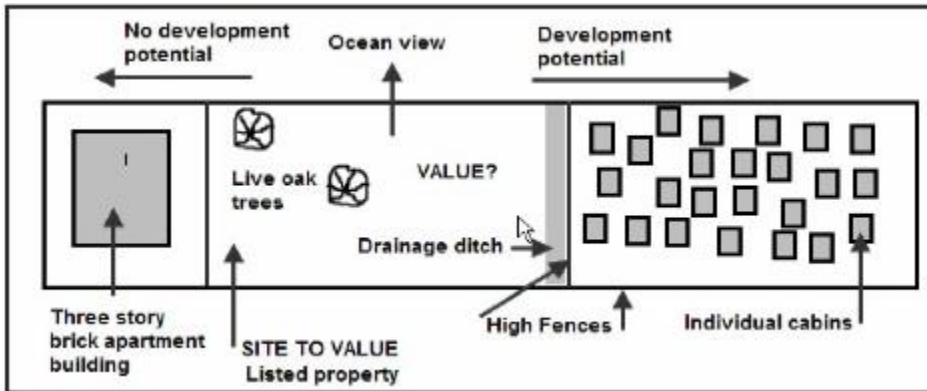 No development
potential
Ocean view
Development
potential
Live oak
trees
VALUE?
Drainage ditch
Three story
brick apartment
building
SITE TO VALUE
Listed property
High Fences
Individual cabins